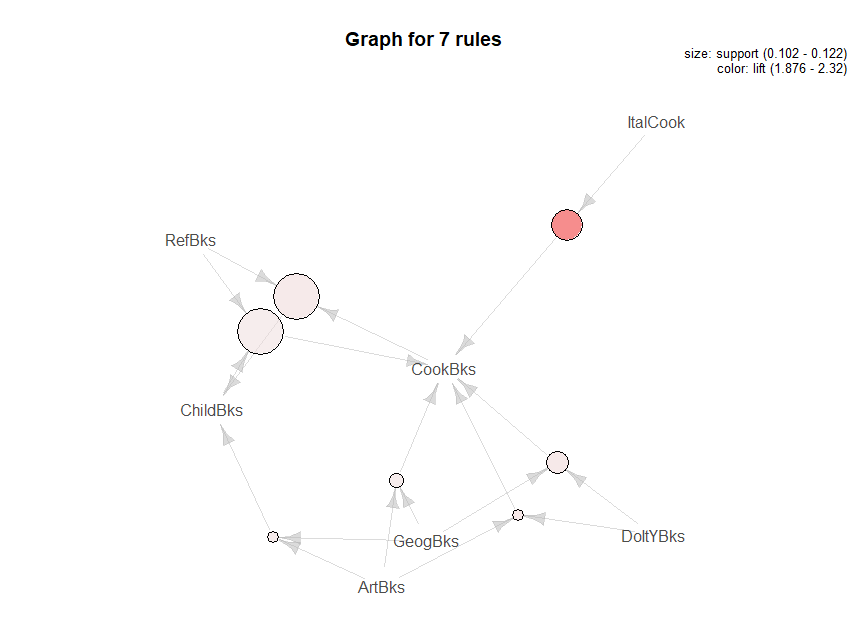 Graph for 7 rules
size: support (0.102 - 0.122)
color: lift (1.876 - 2.32)
ItalCook
RefBks
CookBks
ChildBks
GeogBks
DoItYBks
ArtBks